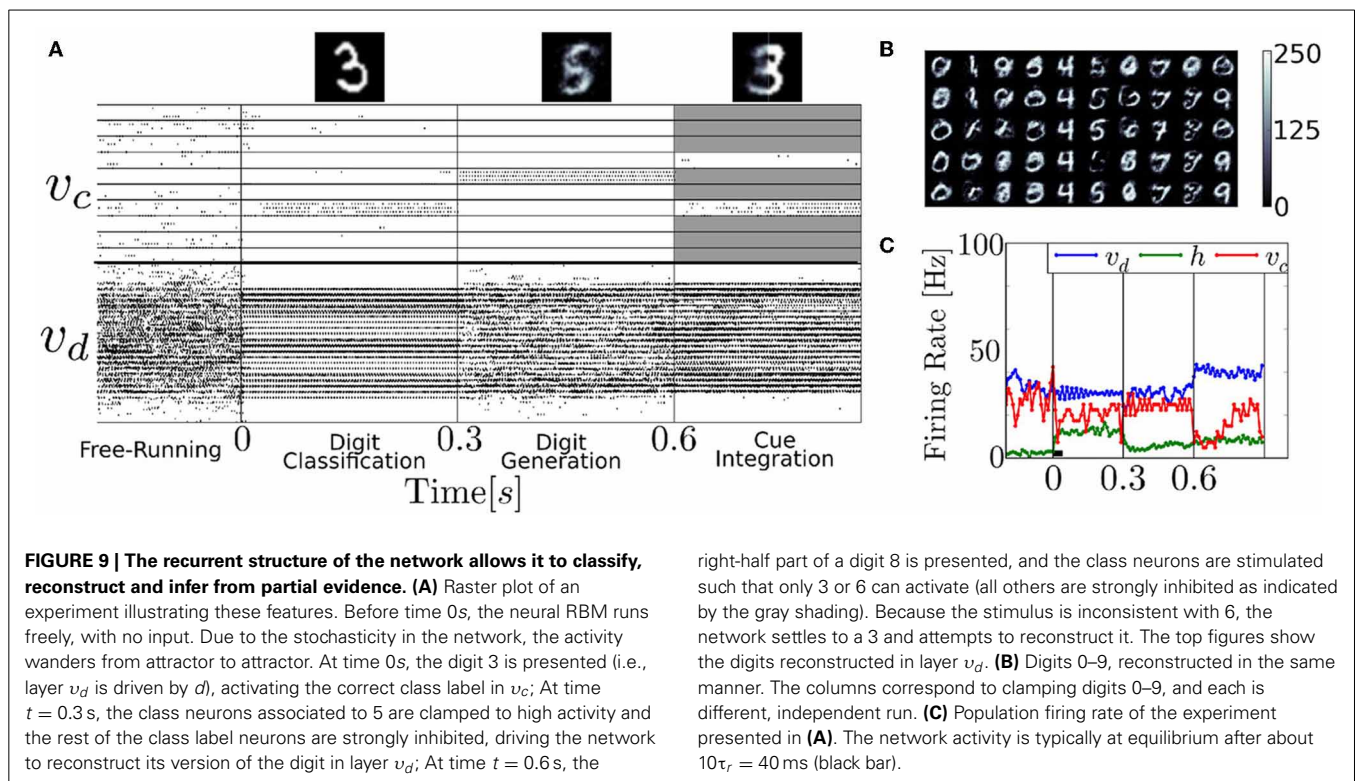 A
B
250
125
0
υc
υd
Free-Running
0
Digit
Classification
0.3
Digit
Generation
0.6
Cue
Integration
Time[s]
C
Firing Rate [Hz]
100
50
0
υd
h
υc
0
0.3
0.6
FIGURE 9 | The recurrent structure of the network allows it to classify,
reconstruct and infer from partial evidence. (A) Raster plot of an
experiment illustrating these features. Before time 0s, the neural RBM runs
freely, with no input. Due to the stochasticity in the network, the activity
wanders from attractor to attractor. At time 0s, the digit 3 is presented (i.e.,
layer υd is driven by d), activating the correct class label in υc; At time
t = 0.3 s, the class neurons associated to 5 are clamped to high activity and
the rest of the class label neurons are strongly inhibited, driving the network
to reconstruct its version of the digit in layer υd; At time t = 0.6 s, the
right-half part of a digit 8 is presented, and the class neurons are stimulated
such that only 3 or 6 can activate (all others are strongly inhibited as indicated
by the gray shading). Because the stimulus is inconsistent with 6, the
network settles to a 3 and attempts to reconstruct it. The top figures show
the digits reconstructed in layer υd. (B) Digits 0–9, reconstructed in the same
manner. The columns correspond to clamping digits 0–9, and each is
different, independent run. (C) Population firing rate of the experiment
presented in (A). The network activity is typically at equilibrium after about
10τr = 40 ms (black bar).